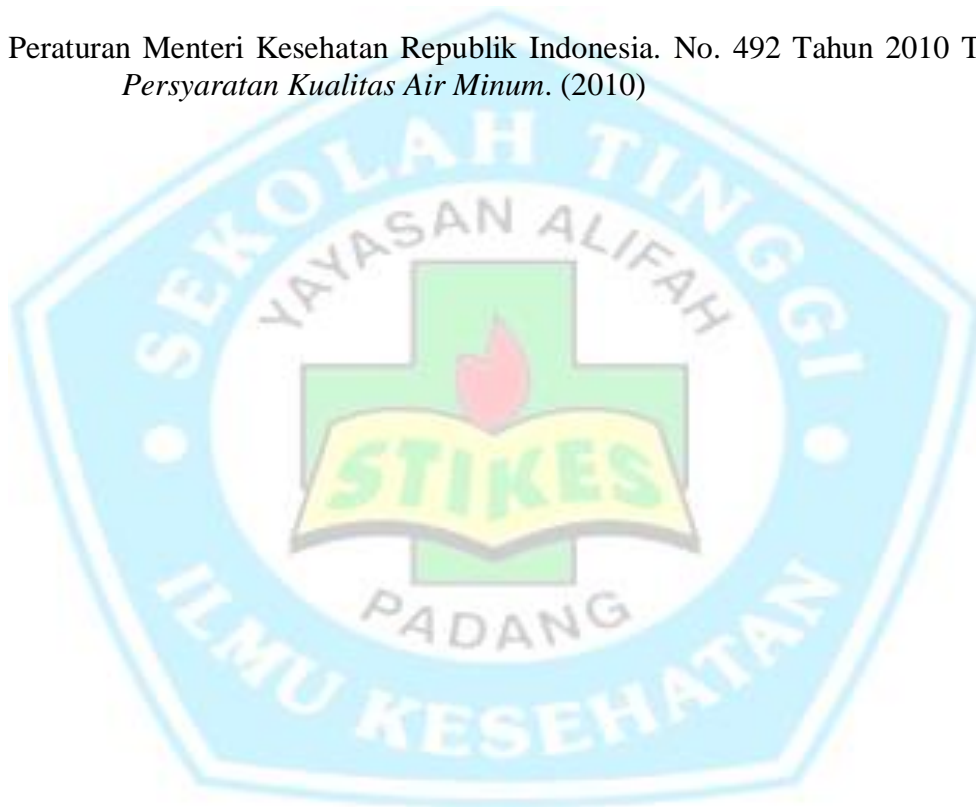 Peraturan Menteri Kesehatan Republik Indonesia. No. 492 Tahun 2010 T
Persyaratan Kualitas Air Minum. (2010)
SEKOLAH TINGGI
YAYASAN ALIFAH
STIKES
PADANG
ILMU KESEHATAN